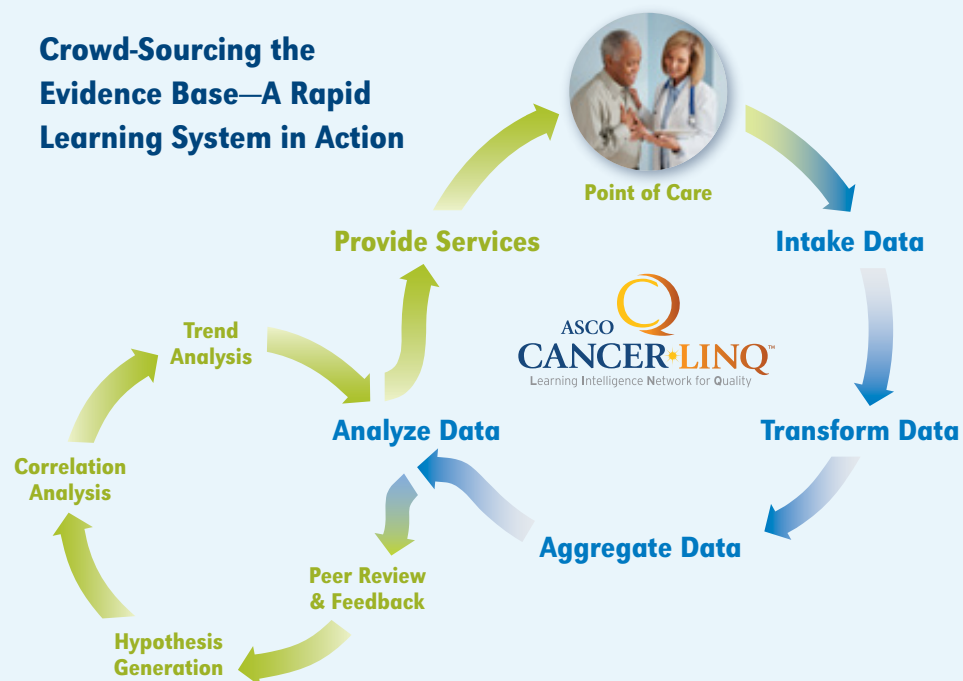 Crowd-Sourcing the
Evidence Base—A Rapid
Learning System in Action
Point of Care
Provide Services
Intake Data
ASCO
CANCER LINQ™
Learning Intelligence Network for Quality
Trend
Analysis
Analyze Data
Transform Data
Correlation
Analysis
Aggregate Data
Peer Review
& Feedback
Hypothesis
Generation